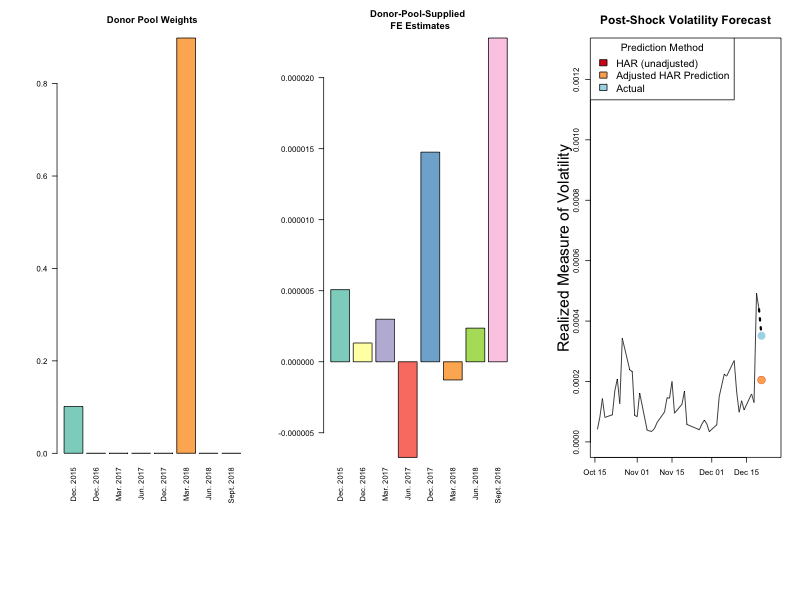 Donor Pool Weights
0.8
0.6
0.4
0.2
0.0
Dec. 2015
Dec. 2016
Mar. 2017
Jun. 2017
Dec. 2017
Mar. 2018
Jun. 2018
Sept. 2018
Donor-Pool-Supplied
FE Estimates
0.000020
0.000015
0.000010
0.000005
0.000000
-0.000005
Dec. 2015
Dec. 2016
Mar. 2017
Jun. 2017
Dec. 2017
Mar. 2018
Jun. 2018
Sept. 2018
Post-Shock Volatility Forecast
Prediction Method
HAR (unadjusted)
Adjusted HAR Prediction
Actual
Realized Measure of Volatility
0.0012
0.0010
0.0008
0.0006
0.0004
0.0002
0.0000
Oct 15
Nov 01
Nov 15
Dec 01
Dec 15